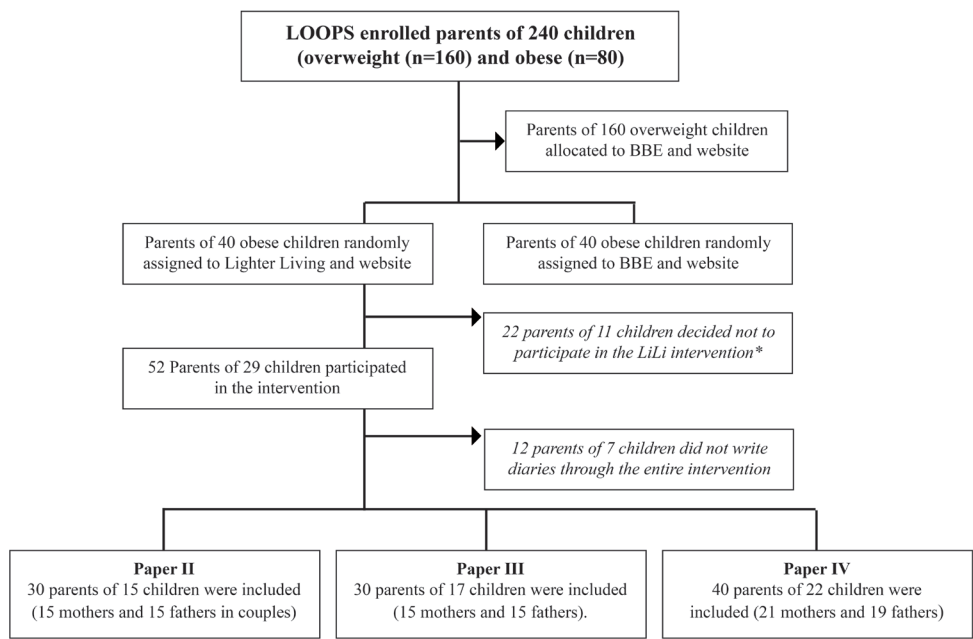 LOOPS enrolled parents of 240 children
(overweight (n=160) and obese (n=80)
Parents of 160 overweight children
allocated to BBE and website
Parents of 40 obese children randomly
assigned to Lighter Living and website
Parents of 40 obese children randomly
assigned to BBE and website
22 parents of 11 children decided not to
participate in the LiLi intervention*
52 Parents of 29 children participated
in the intervention
12 parents of 7 children did not write
diaries through the entire intervention
Paper II
30 parents of 15 children were included
(15 mothers and 15 fathers in couples)
Paper III
30 parents of 17 children were included
(15 mothers and 15 fathers).
Paper IV
40 parents of 22 children were
included (21 mothers and 19 fathers)